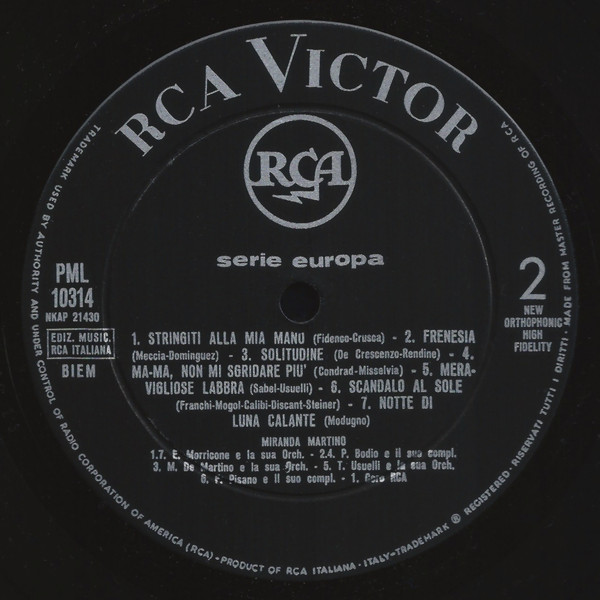 RCA VICTOR
RCA
serie europa
PML
10314
NKAP 21430
EDIZ. MUSIC.
RCA ITALIANA
BIEM
2
NEW
ORTHOPHONIC
HIGH
FIDELITY
1. STRINGITI ALLA MIA MANO (Fidenco-Crusca) - 2. FRENESIA
(Meccia-Dominguez) - 3. SOLITUDINE (De Crescenzo-Rendine) - 4.
MA-MA, NON MI SGRIDARE PIU' (Condrad-Misselvia) - 5. MERA-
VIGLIOSE LABBRA (Sabel-Usuelli) - 6. SCANDALO AL SOLE
(Franchi-Mogol-Calibi-Discant-Steiner) - 7. NOTTE DI
LUNA CALANTE (Modugno)
MIRANDA MARTINO
1.7. E. Morricone e la sua Orch. - 2.4. P. Bodio e il suo compl.
3. M. De Martino e la sua Orch. - 5. T. Usuelli e la sua Orch.
6. F. Pisano e il suo compl. - 1. Coro RCA
TRADEMARK USED BY AUTHORITY AND UNDER CONTROL OF RADIO CORPORATION OF AMERICA (RCA) - PRODUCT OF RCA ITALIANA - ITALY - TRADEMARK ® REGISTERED - RISERVATI TUTTI I DIRITTI - MADE FROM MASTER RECORDING OF RCA